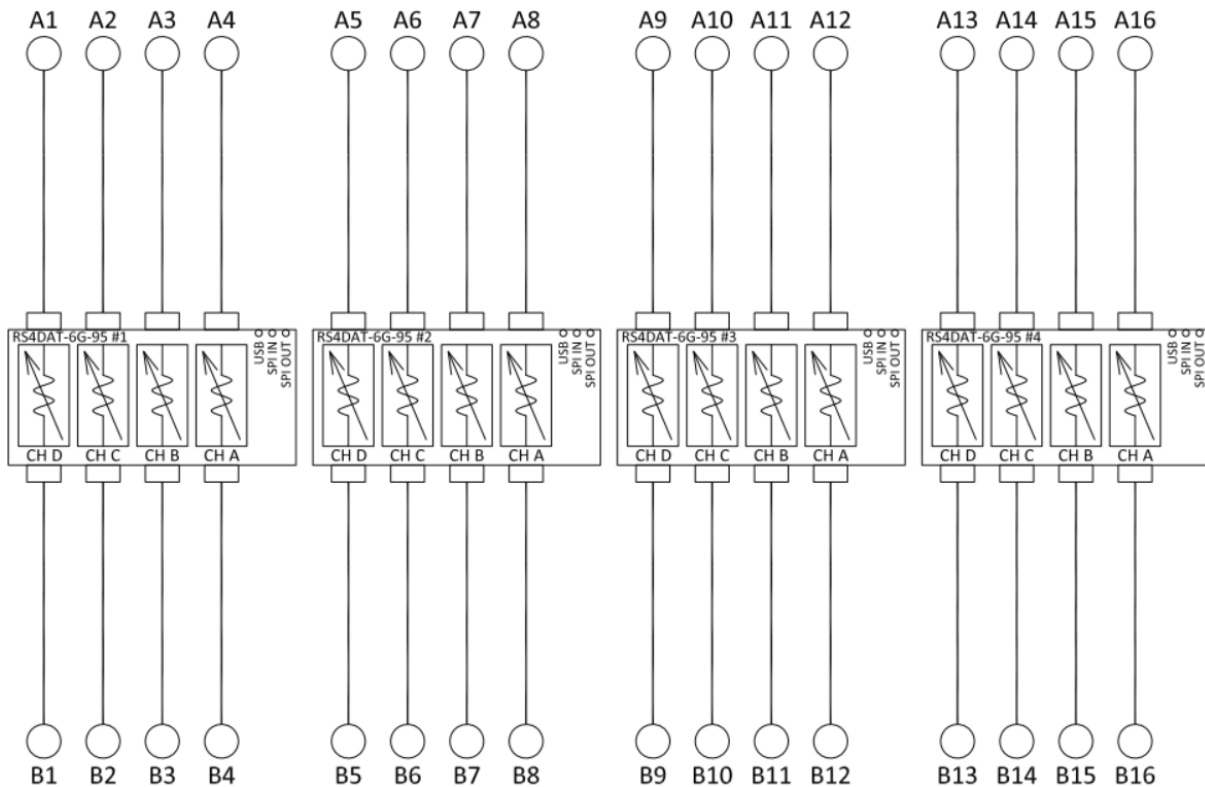 A1 A2 A3 A4 A5 A6 A7 A8 A9 A10 A11 A12 A13 A14 A15 A16
RS4DAT-6G-95 #1 USB SPI IN SPI OUT RS4DAT-6G-95 #2 USB SPI IN SPI OUT RS4DAT-6G-95 #3 USB SPI IN SPI OUT RS4DAT-6G-95 #4 USB SPI IN SPI OUT
CH D CH C CH B CH A CH D CH C CH B CH A CH D CH C CH B CH A CH D CH C CH B CH A
B1 B2 B3 B4 B5 B6 B7 B8 B9 B10 B11 B12 B13 B14 B15 B16